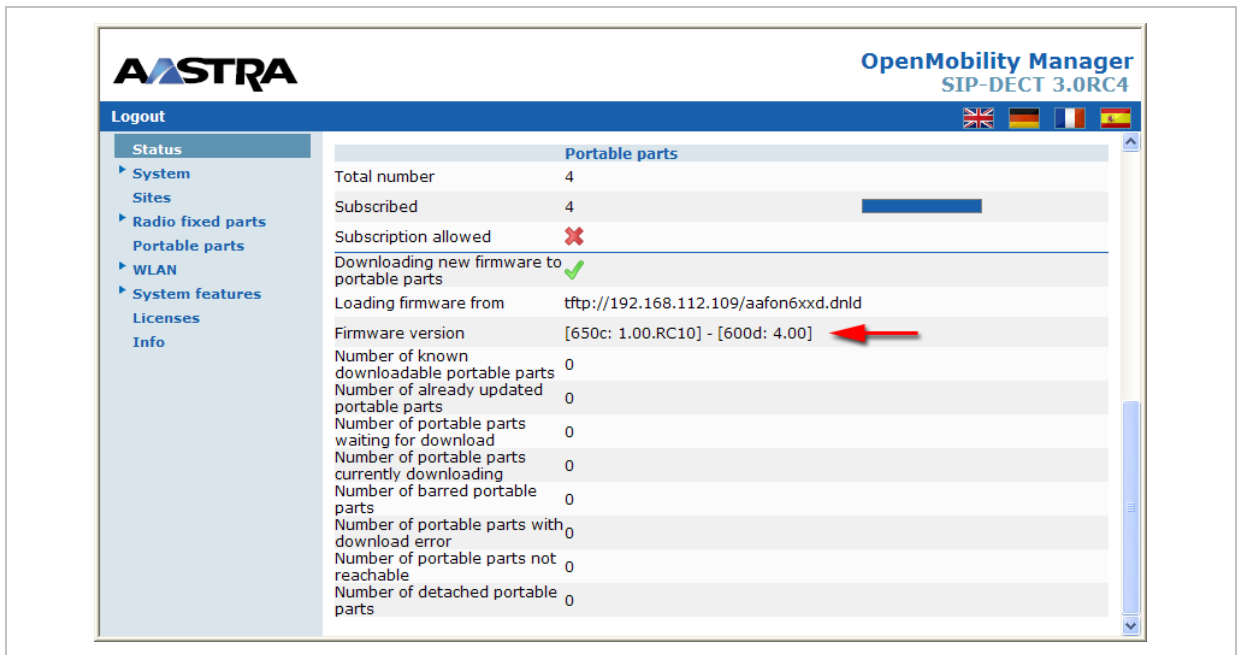 AASTRA
OpenMobility Manager
SIP-DECT 3.0RC4
Logout
Status
System
Sites
Radio fixed parts
Portable parts
WLAN
System features
Licenses
Info
Portable parts
Total number 4
Subscribed 4
Subscription allowed
Downloading new firmware to
portable parts
Loading firmware from tftp://192.168.112.109/aafon6xxd.dnld
Firmware version [650c: 1.00.RC10] - [600d: 4.00]
Number of known
downloadable portable parts 0
Number of already updated
portable parts 0
Number of portable parts
waiting for download 0
Number of portable parts
currently downloading 0
Number of barred portable
parts 0
Number of portable parts with
download error 0
Number of portable parts not
reachable 0
Number of detached portable
parts 0